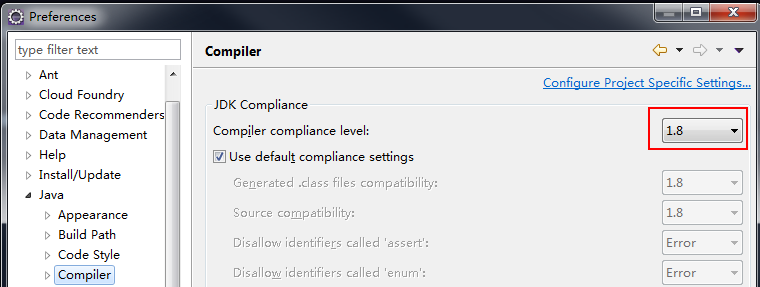 Preferences
type filter text
Ant
Cloud Foundry
Code Recommenders
Data Management
Help
Install/Update
Java
Appearance
Build Path
Code Style
Compiler
Compiler
Configure Project Specific Settings...
JDK Compliance
Compiler compliance level: 1.8
Use default compliance settings
Generated .class files compatibility: 1.8
Source compatibility: 1.8
Disallow identifiers called 'assert': Error
Disallow identifiers called 'enum': Error